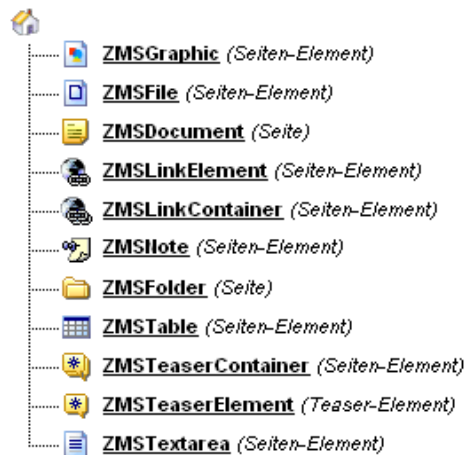 ZMSGraphic (Seiten-Element)
ZMSFile (Seiten-Element)
ZMSDocument (Seite)
ZMSLinkElement (Seiten-Element)
ZMSLinkContainer (Seiten-Element)
ZMSNote (Seiten-Element)
ZMSFolder (Seite)
ZMSTable (Seiten-Element)
ZMSTeaserContainer (Seiten-Element)
ZMSTeaserElement (Teaser-Element)
ZMSTextarea (Seiten-Element)